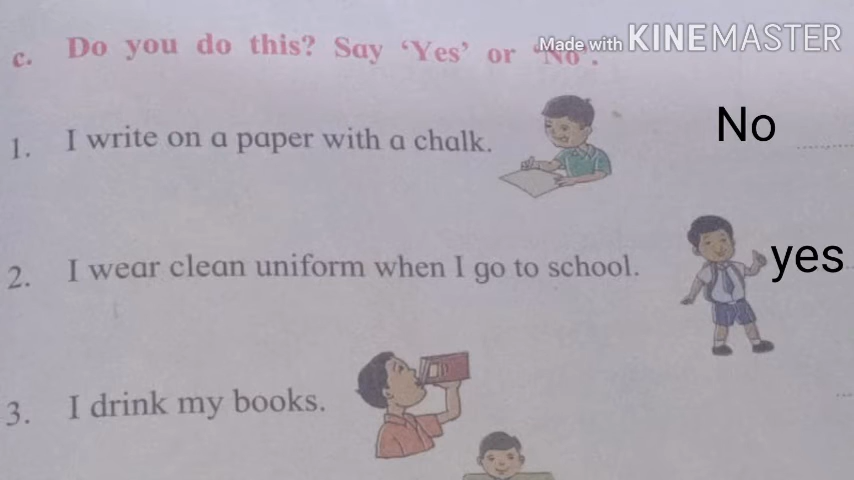 Made with KINEMASTER
c. Do you do this? Say ‘Yes’ or ‘No’.
1. I write on a paper with a chalk. No
2. I wear clean uniform when I go to school. yes
3. I drink my books.